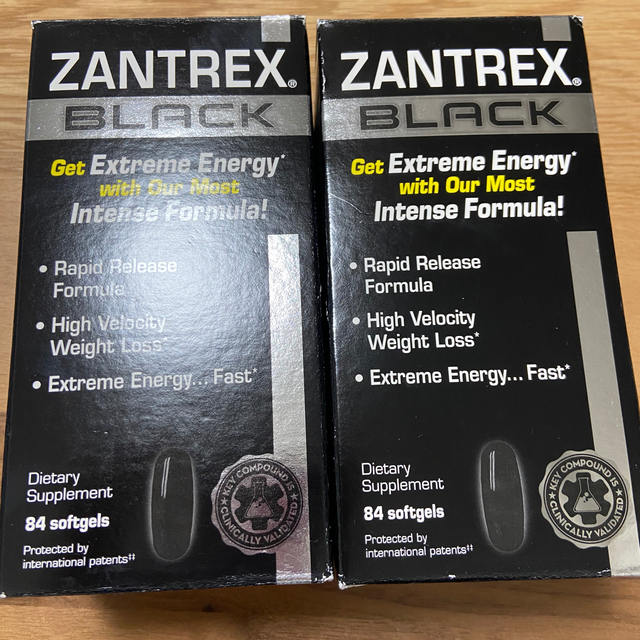 ZANTREX®
BLACK
Get Extreme Energy*
with Our Most
Intense Formula!
• Rapid Release
Formula
• High Velocity
Weight Loss*
• Extreme Energy... Fast*
Dietary
Supplement
84 softgels
Protected by
international patents‡‡
KEY COMPOUND IS
CLINICALLY VALIDATED
ZANTREX®
BLACK
Get Extreme Energy*
with Our Most
Intense Formula!
• Rapid Release
Formula
• High Velocity
Weight Loss*
• Extreme Energy... Fast*
Dietary
Supplement
84 softgels
Protected by
international patents‡‡
KEY COMPOUND IS
CLINICALLY VALIDATED